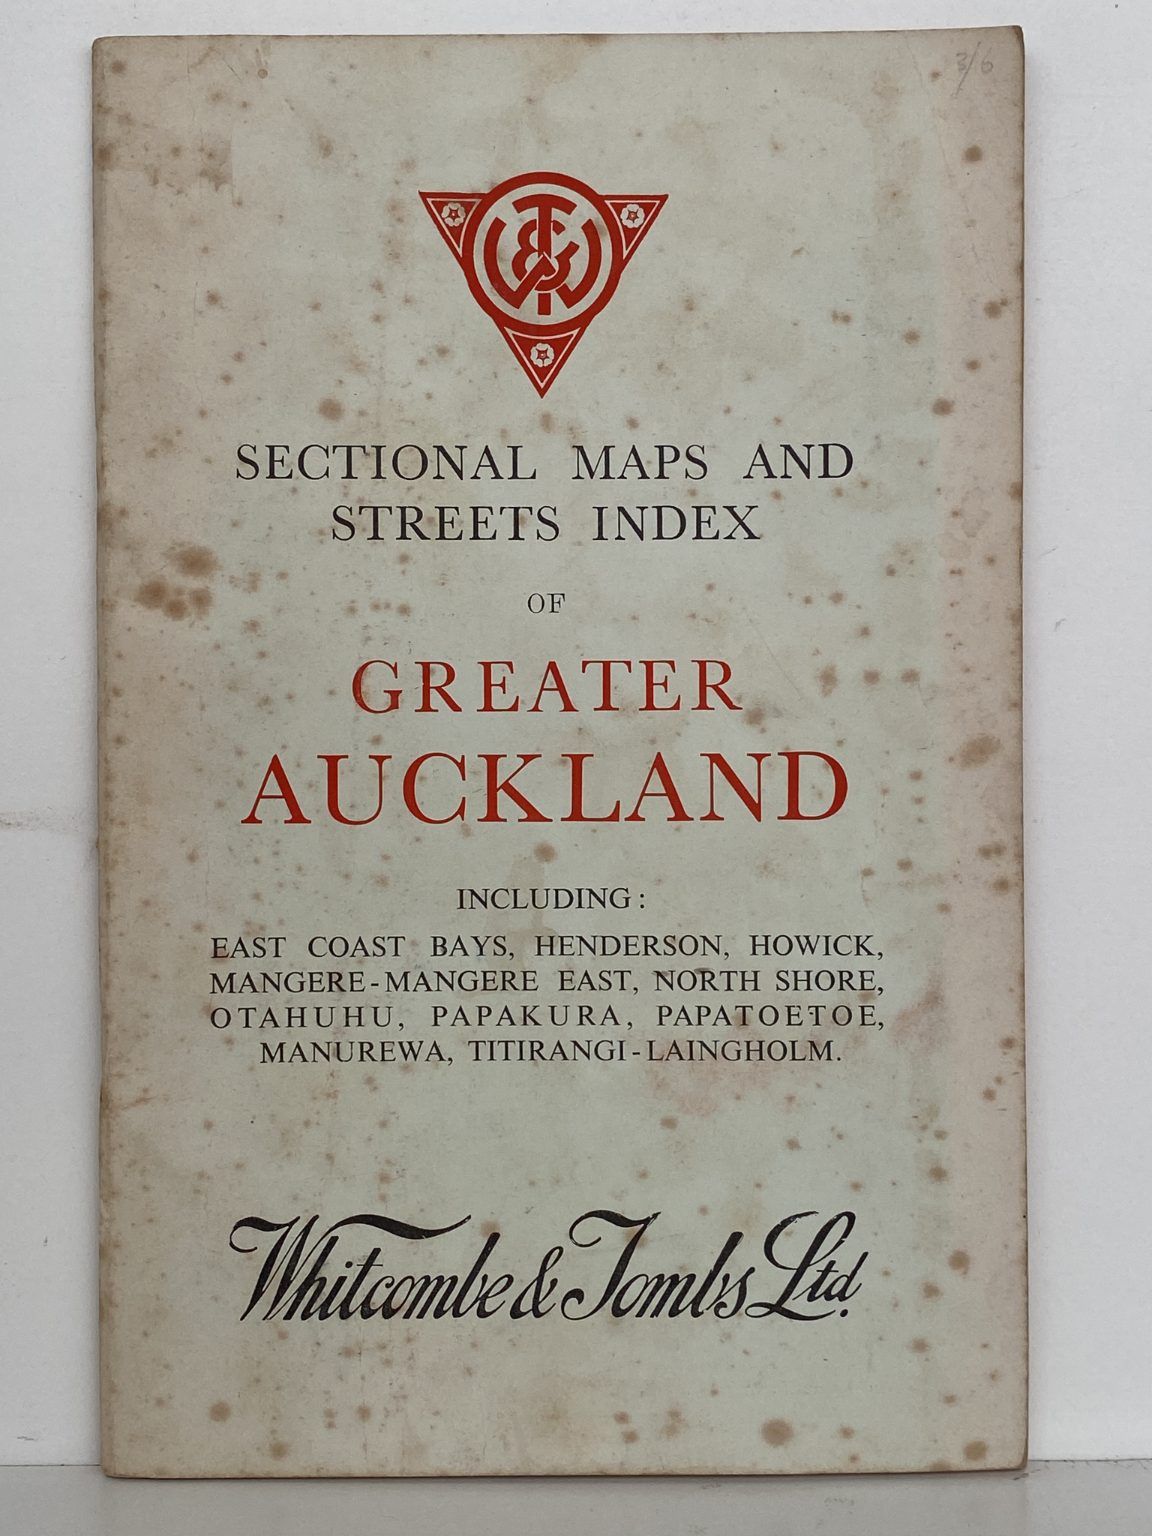 3/6
W & T
SECTIONAL MAPS AND
STREETS INDEX
OF
GREATER
AUCKLAND
INCLUDING:
EAST COAST BAYS, HENDERSON, HOWICK,
MANGERE-MANGERE EAST, NORTH SHORE,
OTAHUHU, PAPAKURA, PAPATOETOE,
MANUREWA, TITIRANGI-LAINGHOLM.
Whitcombe & Tombs Ltd.